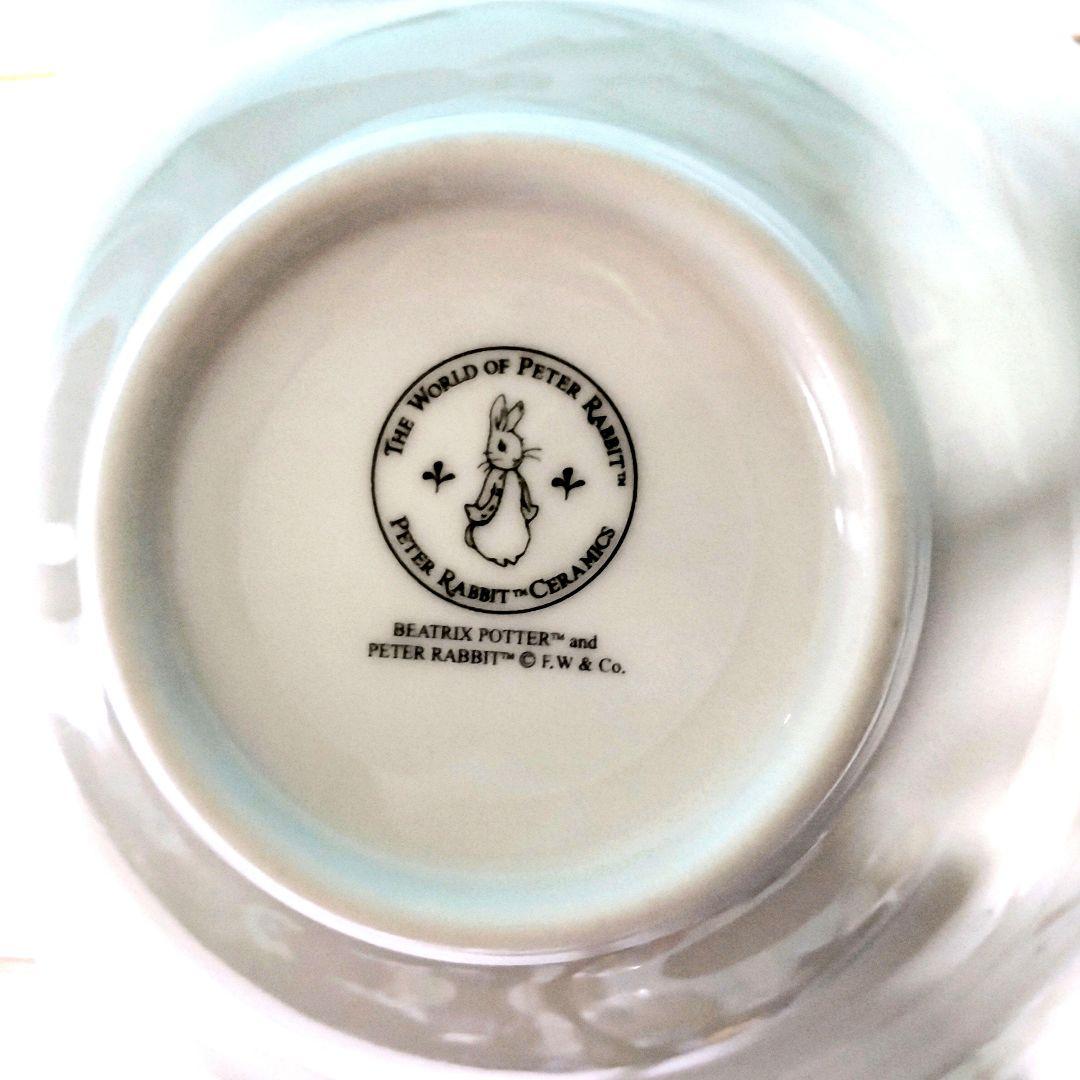 THE WORLD OF PETER RABBIT™
PETER RABBIT™ CERAMICS
BEATRIX POTTER™ and
PETER RABBIT™ © F.W & Co.